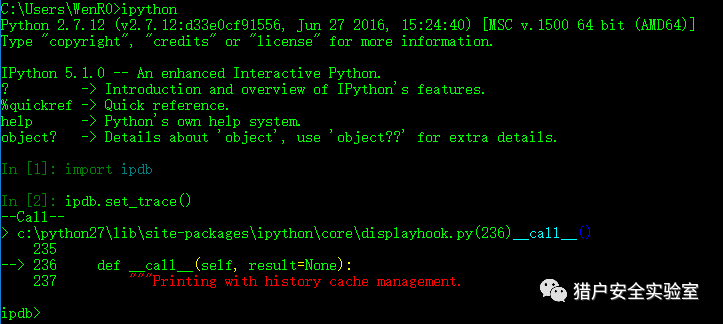 C:\Users\WenR0>ipython
Python 2.7.12 (v2.7.12:d33e0cf91556, Jun 27 2016, 15:24:40) [MSC v.1500 64 bit (AMD64)]
Type "copyright", "credits" or "license" for more information.
IPython 5.1.0 -- An enhanced Interactive Python.
?         -> Introduction and overview of IPython's features.
%quickref -> Quick reference.
help      -> Python's own help system.
object?   -> Details about 'object', use 'object??' for extra details.
In [1]: import ipdb
In [2]: ipdb.set_trace()
--Call--
> c:\python27\lib\site-packages\ipython\core\displayhook.py(236)__call__()
    235
--> 236     def __call__(self, result=None):
    237         """Printing with history cache management.
ipdb>
猎户安全实验室